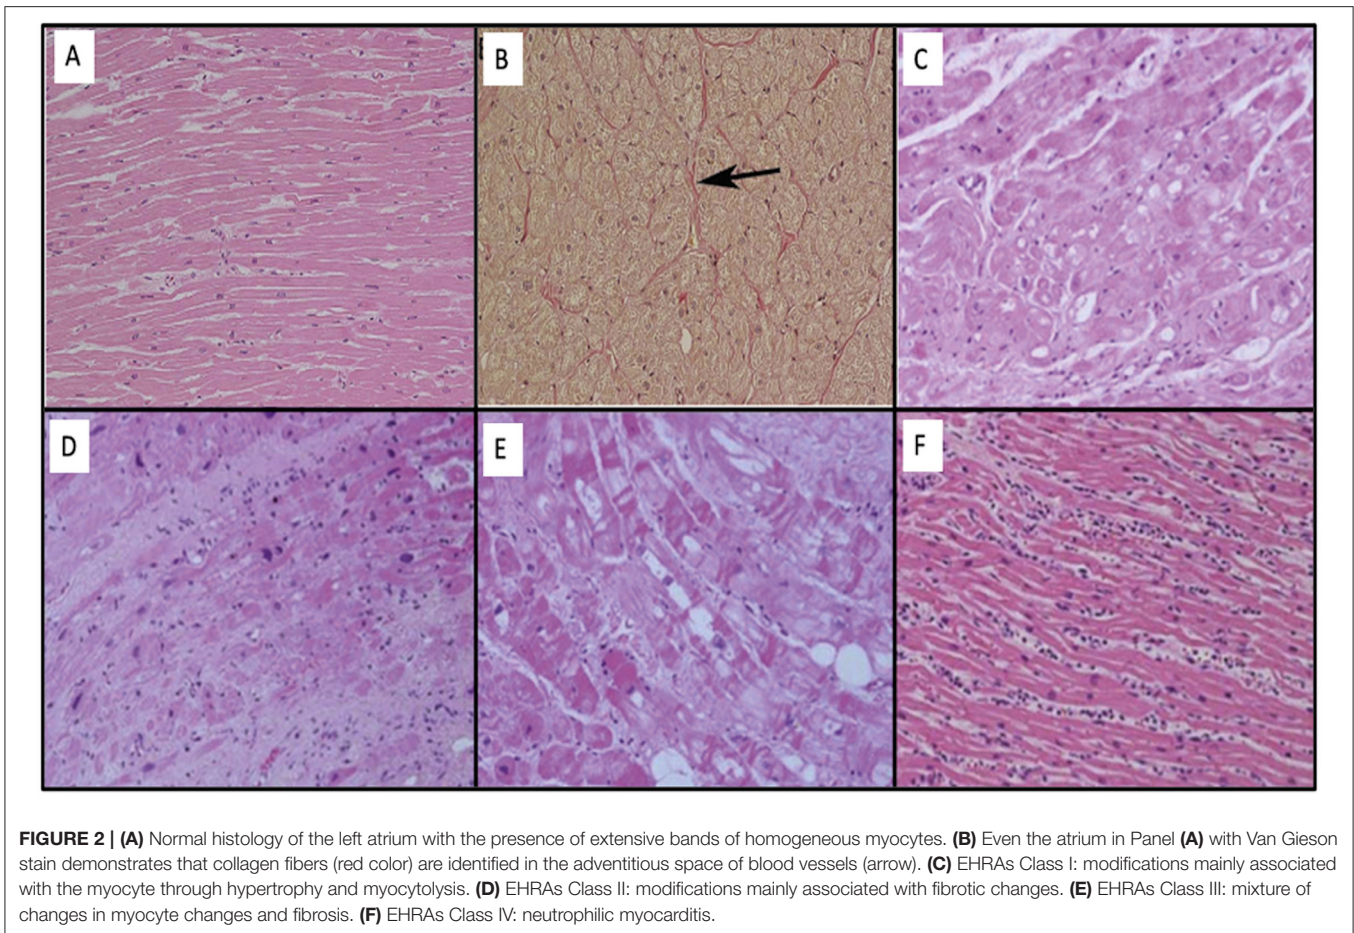 A
B
C
D
E
F
FIGURE 2 | (A) Normal histology of the left atrium with the presence of extensive bands of homogeneous myocytes. (B) Even the atrium in Panel (A) with Van Gieson
stain demonstrates that collagen fibers (red color) are identified in the adventitious space of blood vessels (arrow). (C) EHRAs Class I: modifications mainly associated
with the myocyte through hypertrophy and myocytolysis. (D) EHRAs Class II: modifications mainly associated with fibrotic changes. (E) EHRAs Class III: mixture of
changes in myocyte changes and fibrosis. (F) EHRAs Class IV: neutrophilic myocarditis.